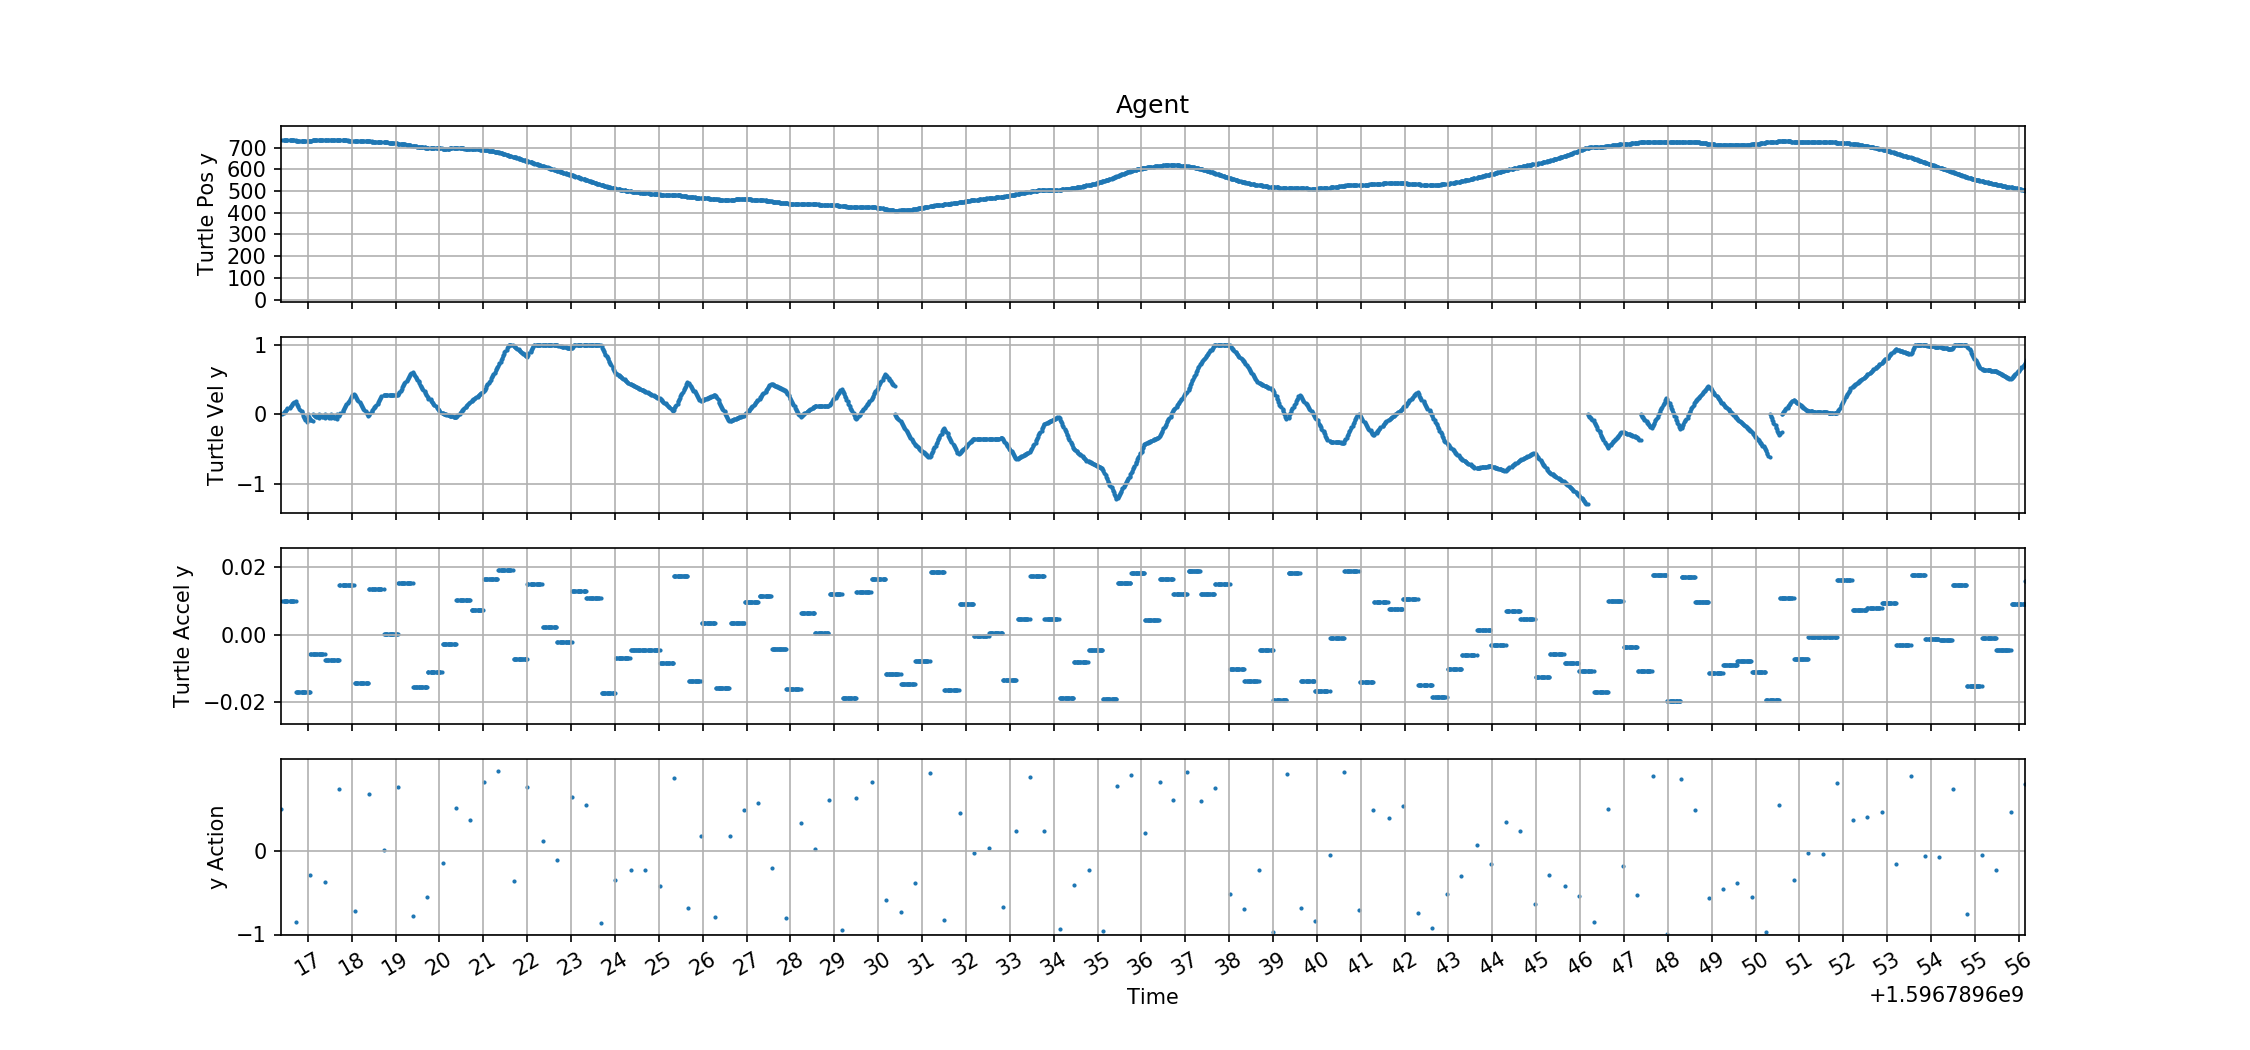 Agent
Turtle Pos y
700
600
500
400
300
200
100
0
Turtle Vel y
1
0
−1
Turtle Accel y
0.02
0.00
−0.02
y Action
0
−1
17 18 19 20 21 22 23 24 25 26 27 28 29 30 31 32 33 34 35 36 37 38 39 40 41 42 43 44 45 46 47 48 49 50 51 52 53 54 55 56
Time
+1.5967896e9